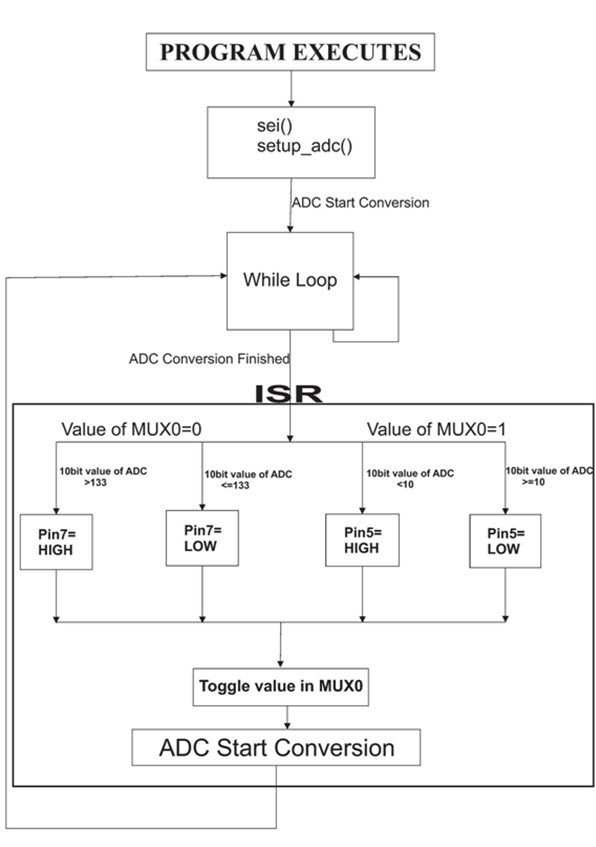 PROGRAM EXECUTES
sei()
setup_adc()
ADC Start Conversion
While Loop
ADC Conversion Finished
ISR
Value of MUX0=0
Value of MUX0=1
10bit value of ADC
>133
10bit value of ADC
<=133
10bit value of ADC
<10
10bit value of ADC
>=10
Pin7=
HIGH
Pin7=
LOW
Pin5=
HIGH
Pin5=
LOW
Toggle value in MUX0
ADC Start Conversion